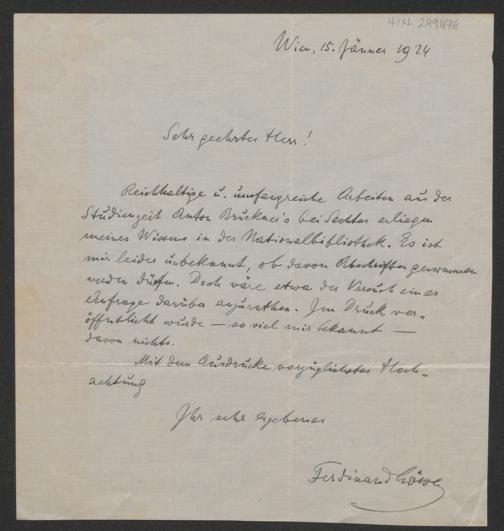 H.I.N. 249478
Wien, 15. Jänner 1924
Sehr geehrter Herr!
Reichhaltige u. umfangreiche Arbeiten aus der
Studienzeit Anton Bruckner's bei Sechter erliegen
meines Wissens in der Nationalbibliothek. Es ist
mir leider unbekannt, ob davon Abschriften genommen
werden dürfen. Doch wäre etwa der Versuch einer
Anfrage darüber anzurathen. Im Druck ver-
öffentlicht wurde — so viel mir bekannt —
davon nichts.
Mit dem Ausdrucke vorzüglichster Hoch-
achtung
Ihr sehr ergebener
Ferdinand Löwe